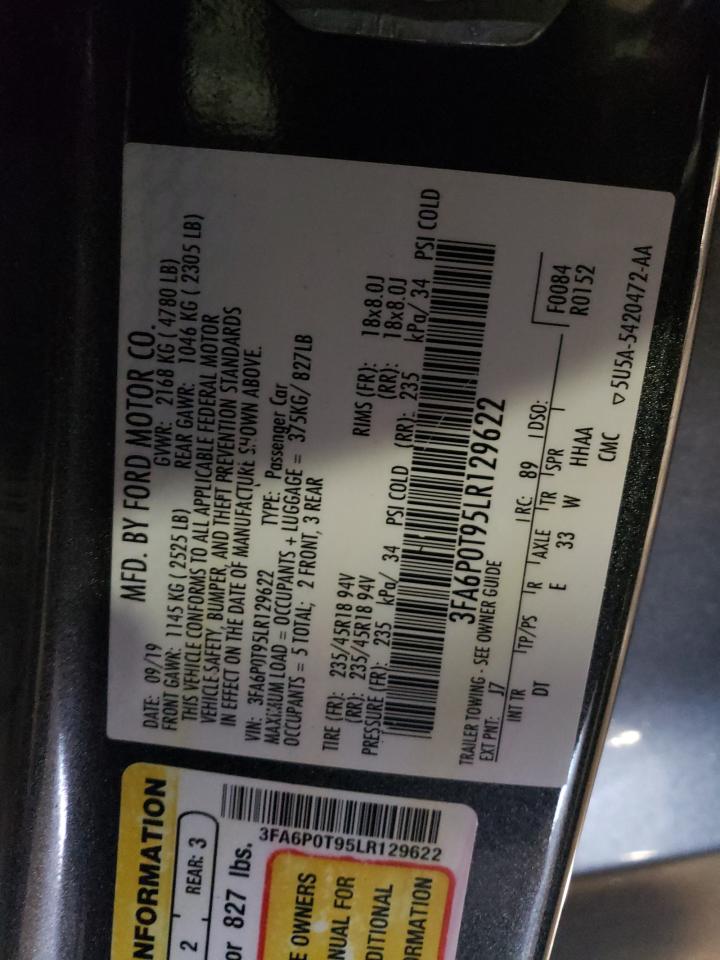 MFD. BY FORD MOTOR CO.
DATE: 09/19 GVWR: 2168 KG ( 4780 LB)
FRONT GAWR: 1145 KG ( 2525 LB) REAR GAWR: 1046 KG ( 2305 LB)
THIS VEHICLE CONFORMS TO ALL APPLICABLE FEDERAL MOTOR
VEHICLE SAFETY, BUMPER, AND THEFT PREVENTION STANDARDS
IN EFFECT ON THE DATE OF MANUFACTURE SHOWN ABOVE.
VIN: 3FA6P0T95LR129622 TYPE: Passenger Car
MAXIMUM LOAD = OCCUPANTS + LUGGAGE = 375KG/ 827LB
OCCUPANTS = 5 TOTAL; 2 FRONT, 3 REAR
TIRE (FR): 235/45R18 94V RIMS (FR): 18x8.0J
(RR): 235/45R18 94V (RR): 18x8.0J
PRESSURE (FR): 235 kPa/ 34 PSI COLD (RR): 235 kPa/ 34 PSI COLD
3FA6P0T95LR129622
TRAILER TOWING - SEE OWNER GUIDE
EXT PNT: J7 RC: 89 DSO:
INT TR TP/PS R AXLE TR SPR
DT E 33 W HHAA
F0084
R0152
CMC ▽5U5A-5420472-AA
NFORMATION
2 REAR: 3
or 827 lbs.
3FA6P0T95LR129622
E OWNERS
NUAL FOR
DITIONAL
ORMATION